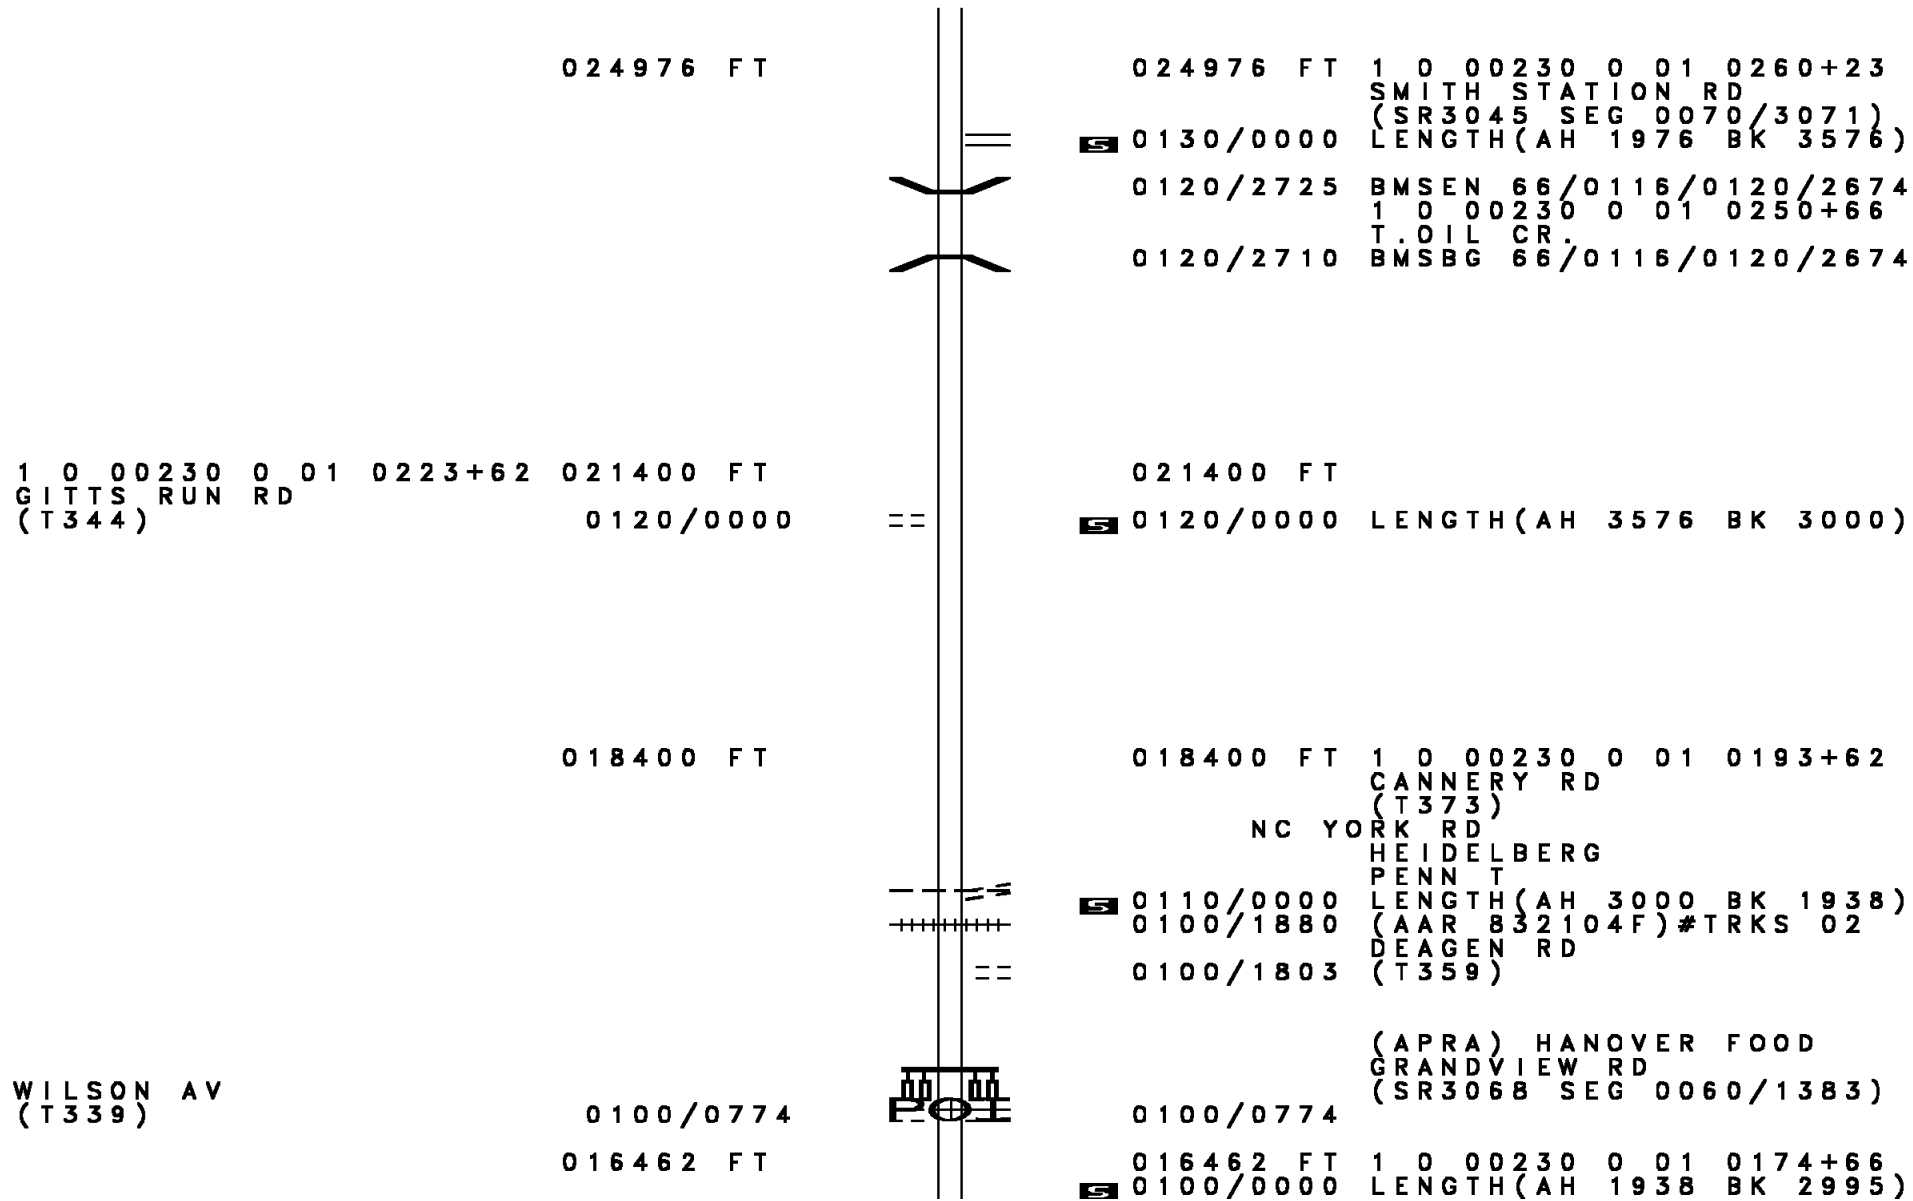 024976 FT 024976 FT 1 0 00230 0 01 0260+23
SMITH STATION RD
(SR3045 SEG 0070/3071)
S 0130/0000 LENGTH(AH 1976 BK 3576)
0120/2725 BMSEN 66/0116/0120/2674
1 0 00230 0 01 0250+66
T.OIL CR.
0120/2710 BMSBG 66/0116/0120/2674
1 0 00230 0 01 0223+62 021400 FT 021400 FT
GITTS RUN RD
(T344) 0120/0000 S 0120/0000 LENGTH(AH 3576 BK 3000)
018400 FT 018400 FT 1 0 00230 0 01 0193+62
CANNERY RD
(T373)
NC YORK RD
HEIDELBERG
PENN T
S 0110/0000 LENGTH(AH 3000 BK 1938)
0100/1880 (AAR 832104F)#TRKS 02
DEAGEN RD
0100/1803 (T359)
(APRA) HANOVER FOOD
GRANDVIEW RD
WILSON AV (SR3068 SEG 0060/1383)
(T339) 0100/0774 0100/0774
016462 FT 016462 FT 1 0 00230 0 01 0174+66
S 0100/0000 LENGTH(AH 1938 BK 2995)